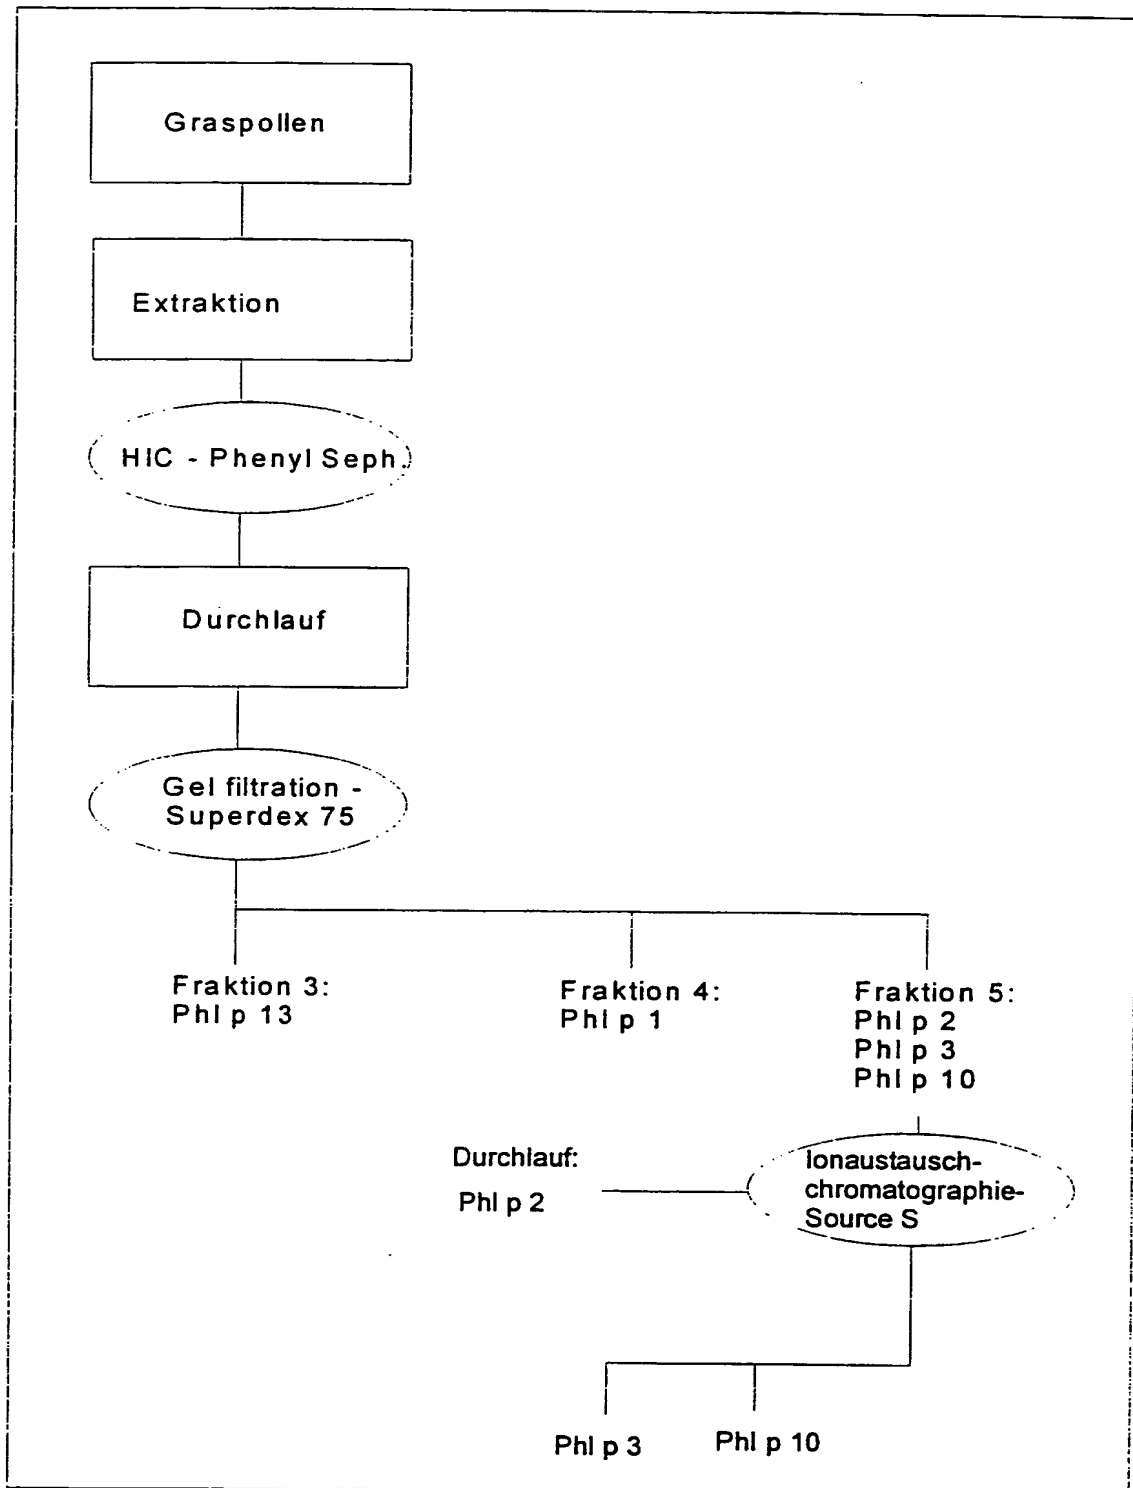 Graspollen
Extraktion
HIC - Phenyl Seph.
Durchlauf
Gel filtration -
Superdex 75
Fraktion 3:
Phl p 13
Fraktion 4:
Phl p 1
Fraktion 5:
Phl p 2
Phl p 3
Phl p 10
Durchlauf:
Phl p 2
Ionaustausch-
chromatographie-
Source S
Phl p 3
Phl p 10